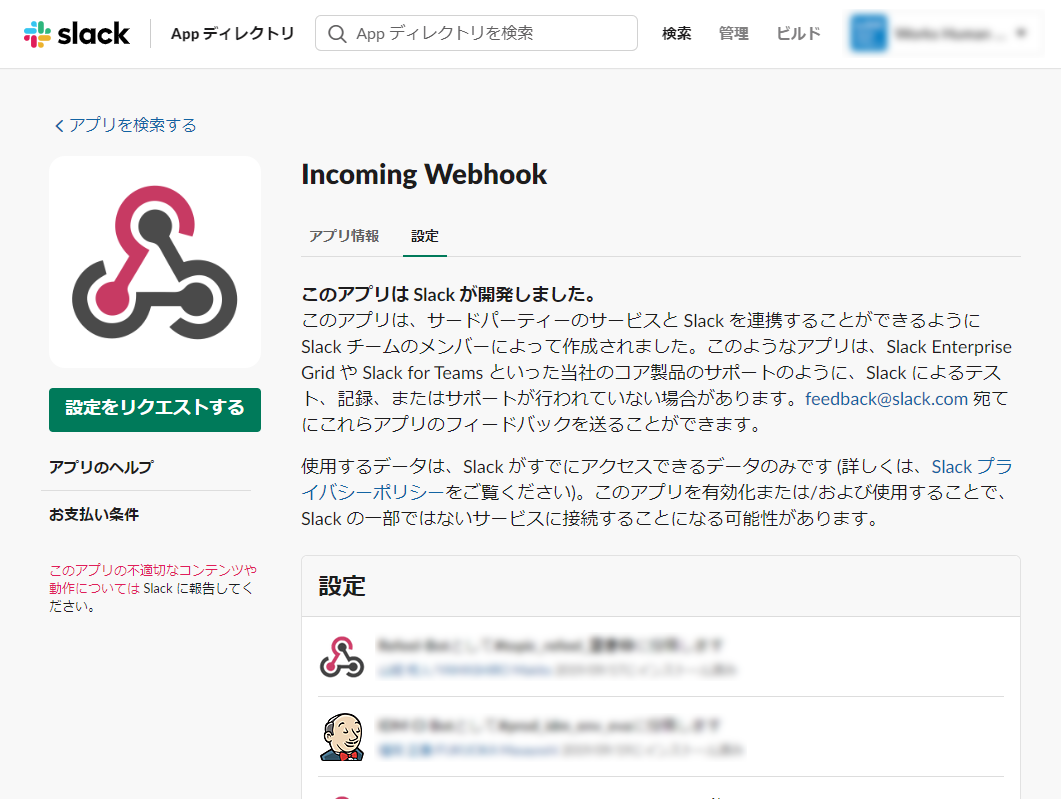 slack
App ディレクトリ
App ディレクトリを検索
検索
管理
ビルド
アプリを検索する
Incoming Webhook
アプリ情報
設定
このアプリは Slack が開発しました。
このアプリは、サードパーティーのサービスと Slack を連携することができるように
Slack チームのメンバーによって作成されました。このようなアプリは、Slack Enterprise
Grid や Slack for Teams といった当社のコア製品のサポートのように、Slack によるテス
ト、記録、またはサポートが行われていない場合があります。feedback@slack.com 宛て
にこれらアプリのフィードバックを送ることができます。
使用するデータは、Slack がすでにアクセスできるデータのみです (詳しくは、Slack プラ
イバシーポリシーをご覧ください)。このアプリを有効化または/および使用することで、
Slack の一部ではないサービスに接続することになる可能性があります。
設定をリクエストする
アプリのヘルプ
お支払い条件
このアプリの不適切なコンテンツや
動作については Slack に報告してく
ださい。
設定